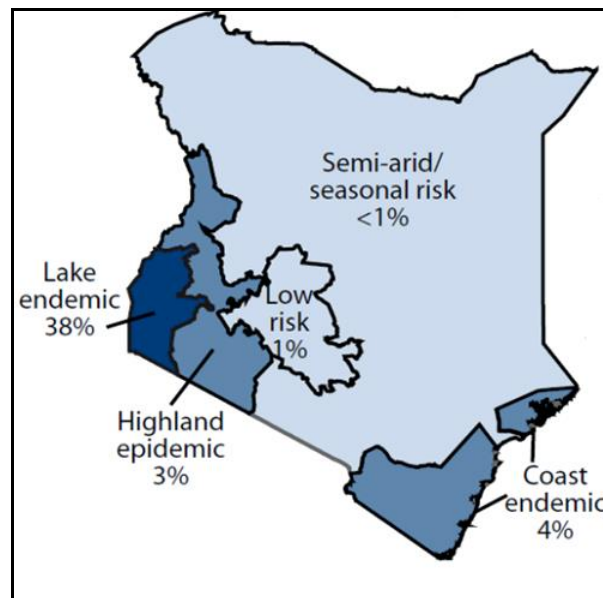 Semi-arid/
seasonal risk
<1%
Lake
endemic
38%
Low
risk
1%
Highland
epidemic
3%
Coast
endemic
4%